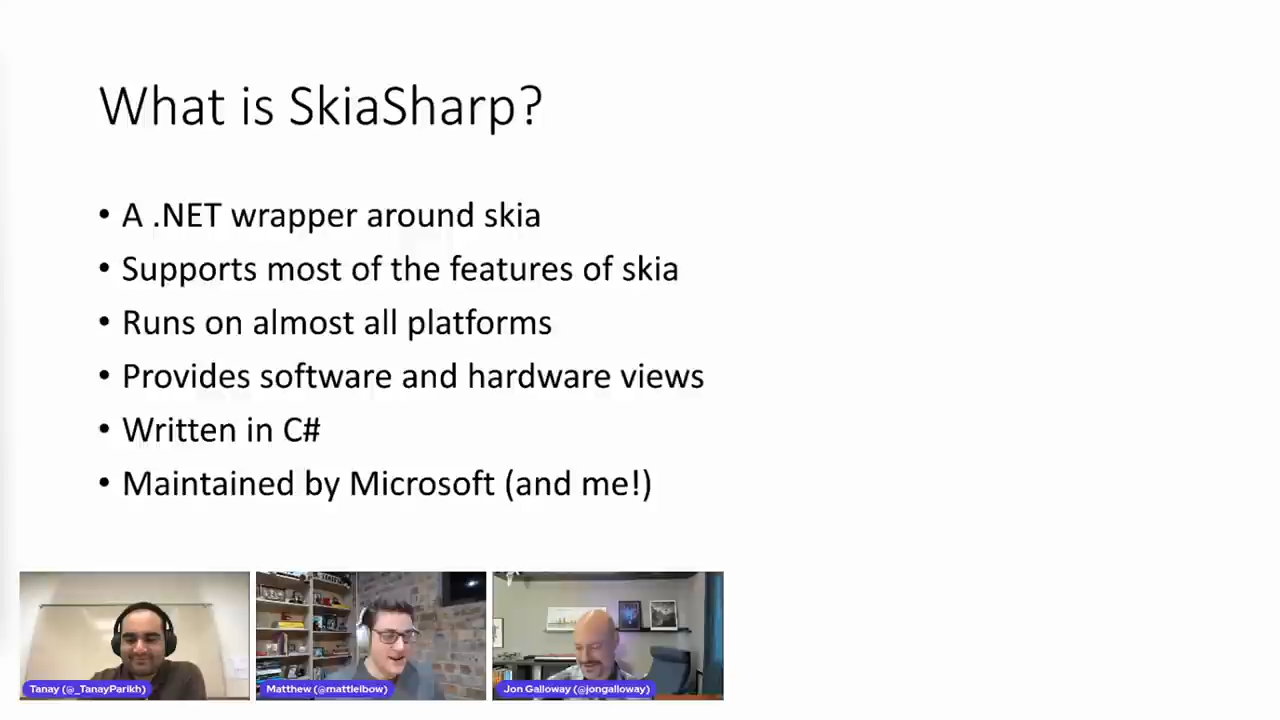 What is SkiaSharp?
• A .NET wrapper around skia
• Supports most of the features of skia
• Runs on almost all platforms
• Provides software and hardware views
• Written in C#
• Maintained by Microsoft (and me!)
Tanay (@_TanayParikh)
Matthew (@mattleibow)
Jon Galloway (@jongalloway)